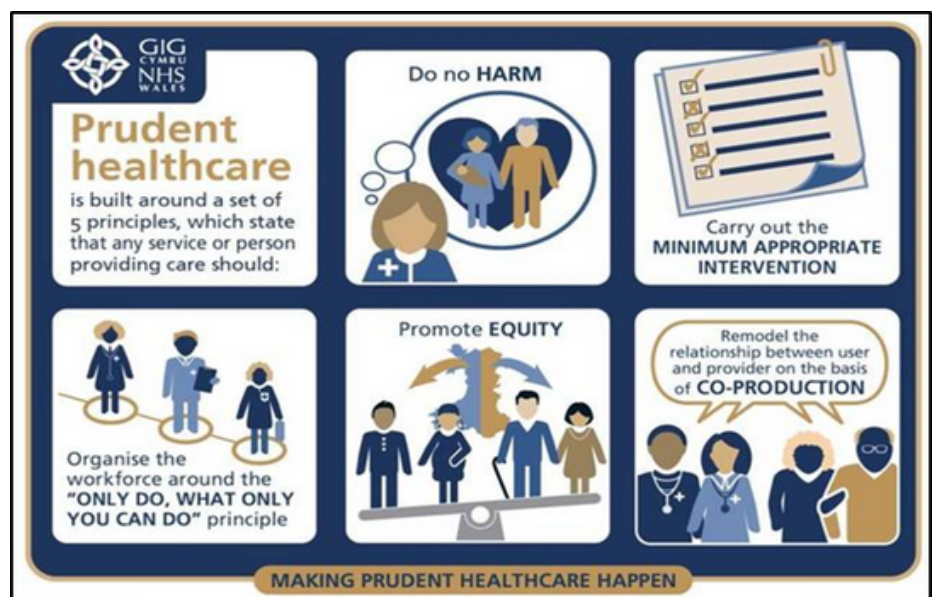 GIG
CYMRU
NHS
WALES
Prudent
healthcare
is built around a set of
5 principles, which state
that any service or person
providing care should:
Do no HARM
Carry out the
MINIMUM APPROPRIATE
INTERVENTION
Organise the
workforce around the
"ONLY DO, WHAT ONLY
YOU CAN DO" principle
Promote EQUITY
Remodel the
relationship between user
and provider on the basis
of CO-PRODUCTION
MAKING PRUDENT HEALTHCARE HAPPEN